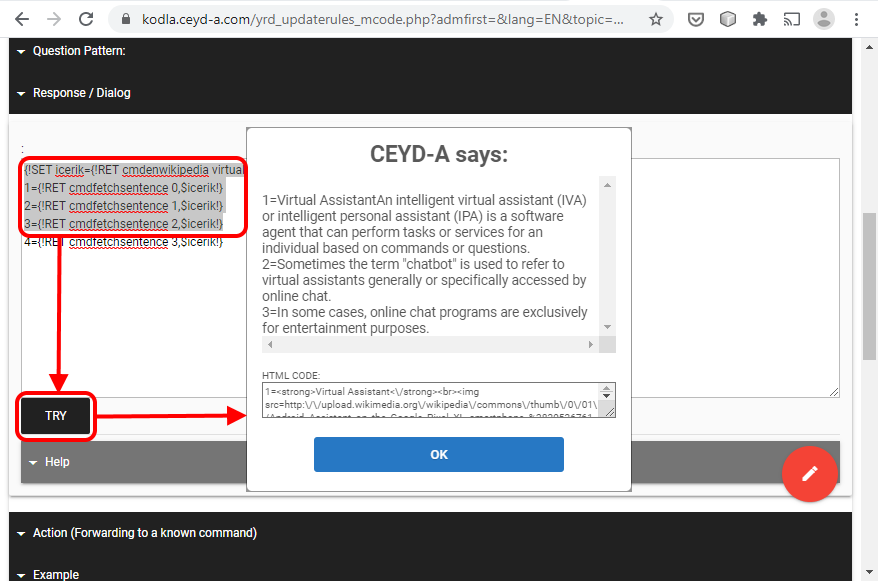 kodla.ceyd-a.com/yrd_updaterules_mcode.php?admfirst=&lang=EN&topic=...
Question Pattern:
Response / Dialog
:
{!SET icerik={!RET cmdenwikipedia virtual
1={!RET cmdfetchsentence 0,$icerik!}
2={!RET cmdfetchsentence 1,$icerik!}
3={!RET cmdfetchsentence 2,$icerik!}
4={!RET cmdfetchsentence 3,$icerik!}
TRY
Help
CEYD-A says:
1=Virtual AssistantAn intelligent virtual assistant (IVA)
or intelligent personal assistant (IPA) is a software
agent that can perform tasks or services for an
individual based on commands or questions.
2=Sometimes the term "chatbot" is used to refer to
virtual assistants generally or specifically accessed by
online chat.
3=In some cases, online chat programs are exclusively
for entertainment purposes.
HTML CODE:
1=<strong>Virtual Assistant<\/strong><br><img
src=http:\/\/upload.wikimedia.org\/wikipedia\/commons\/thumb\/0\/01\
/Android_Assistant_on_the_Google_Pixel_XL_smartphone_%2829526761
OK
Action (Forwarding to a known command)
Example